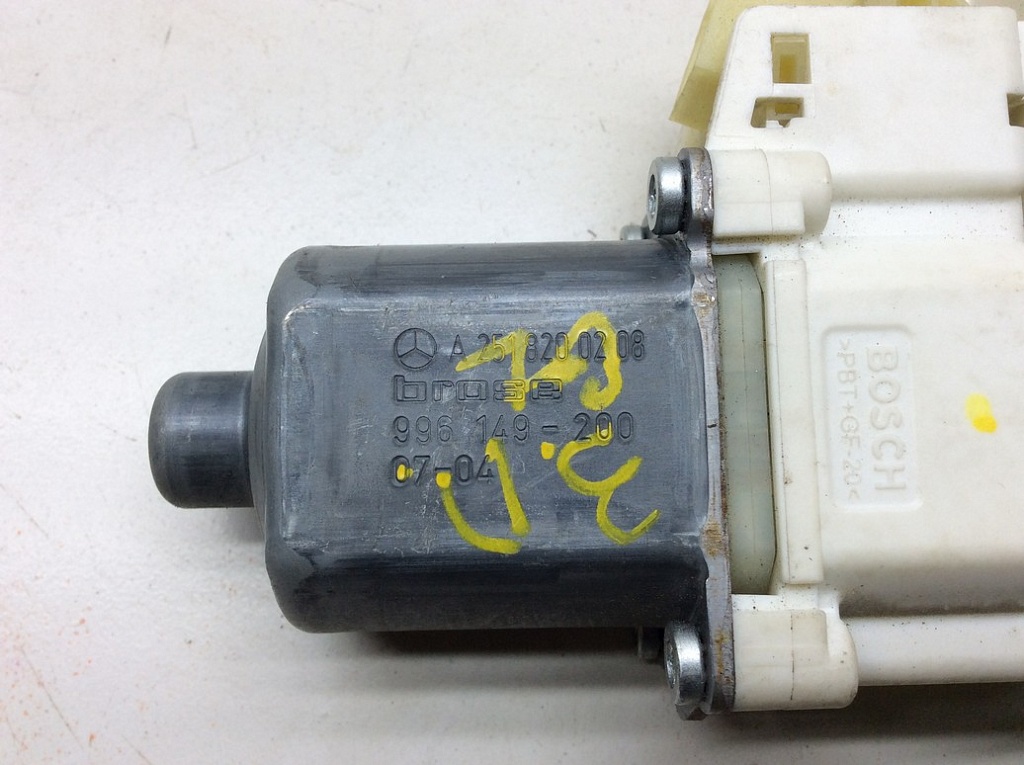 A 251 820 02 08
brose
996 149-200
07-04
BOSCH
>PBT+GF-20<